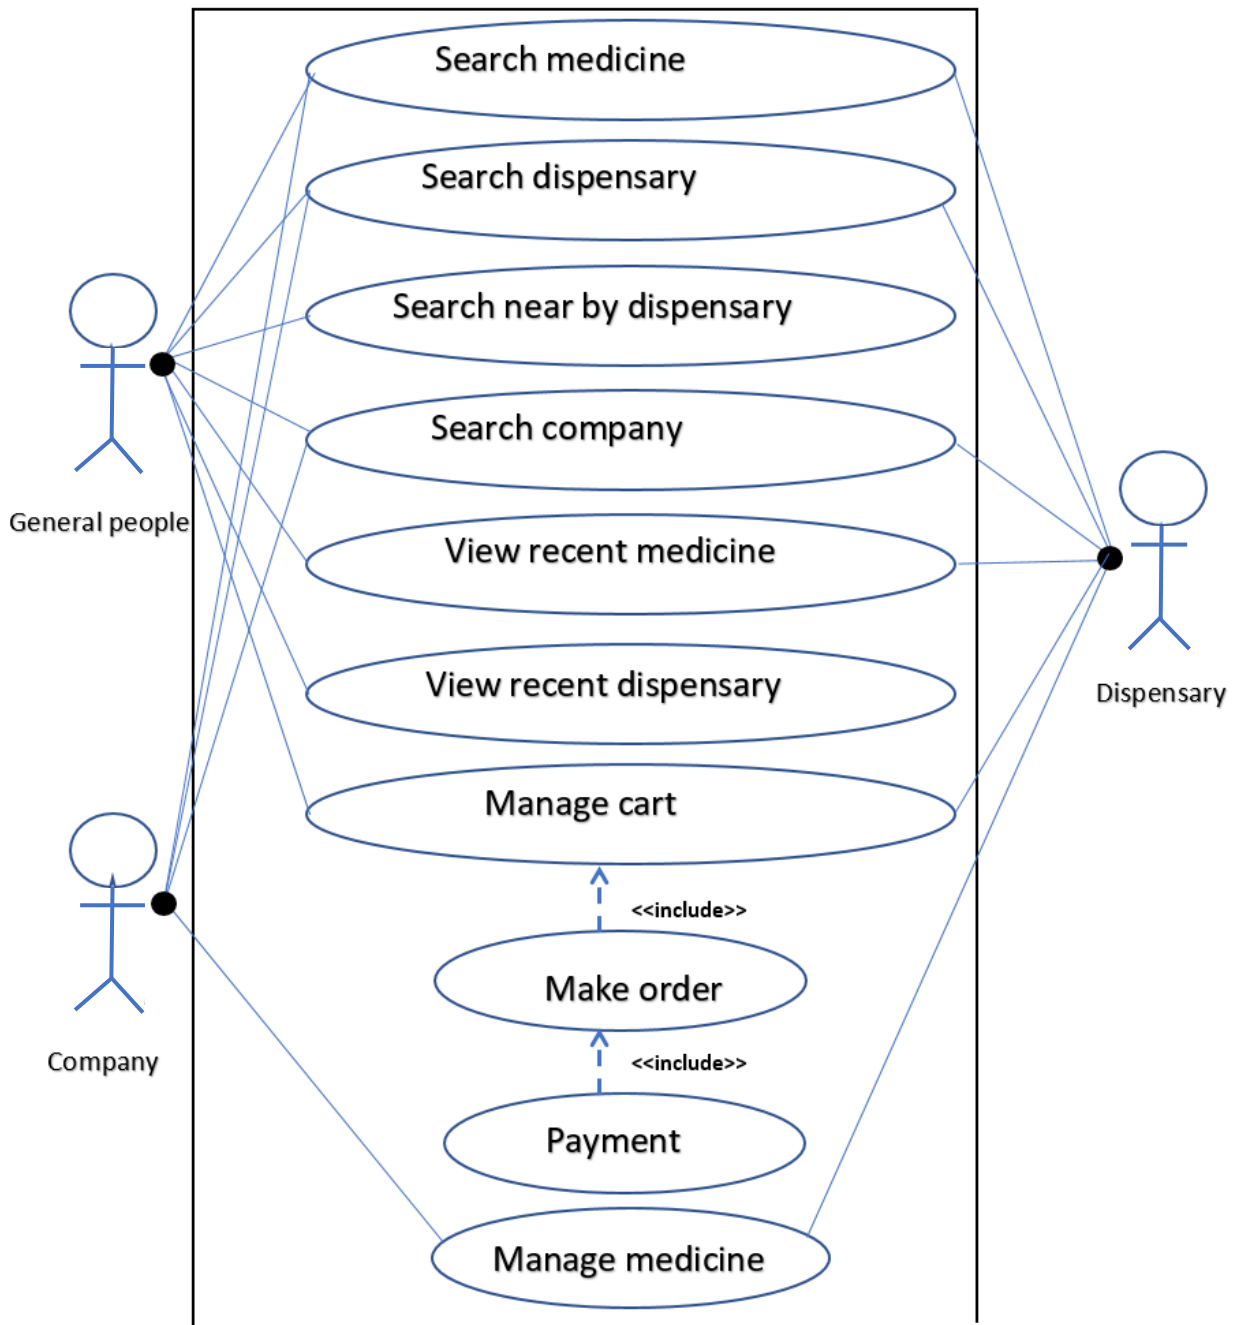 Search medicine
Search dispensary
Search near by dispensary
Search company
General people
View recent medicine
View recent dispensary
Dispensary
Manage cart
<<include>>
Make order
Company
<<include>>
Payment
Manage medicine